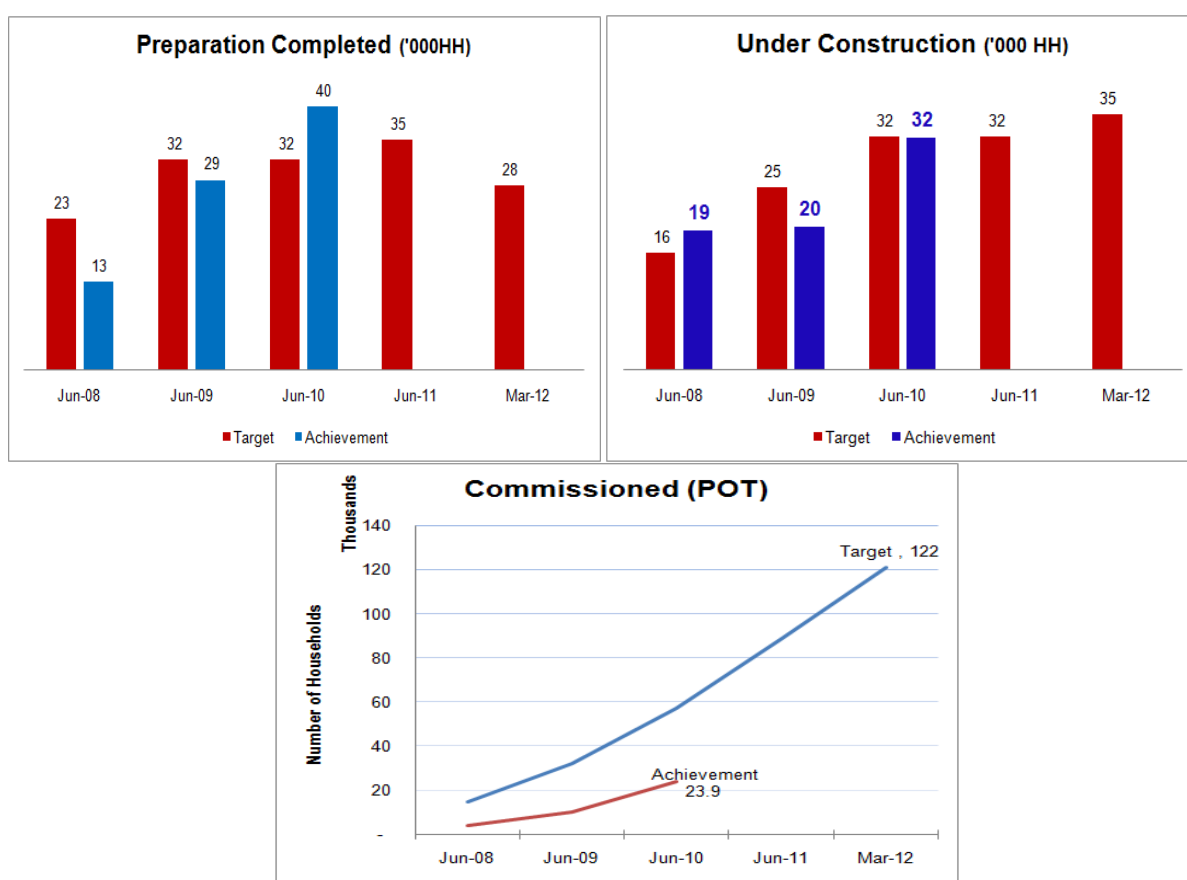 Preparation Completed ('000HH)
40
35
32
32
29
28
23
13
Jun-08 Jun-09 Jun-10 Jun-11 Mar-12
Target Achievement
Under Construction ('000 HH)
35
32 32 32
25
19
20
16
Jun-08 Jun-09 Jun-10 Jun-11 Mar-12
Target Achievement
Commissioned (POT)
Thousands
Number of Households
140
Target , 122
120
100
80
60
40
Achievement
23.9
20
-
Jun-08 Jun-09 Jun-10 Jun-11 Mar-12